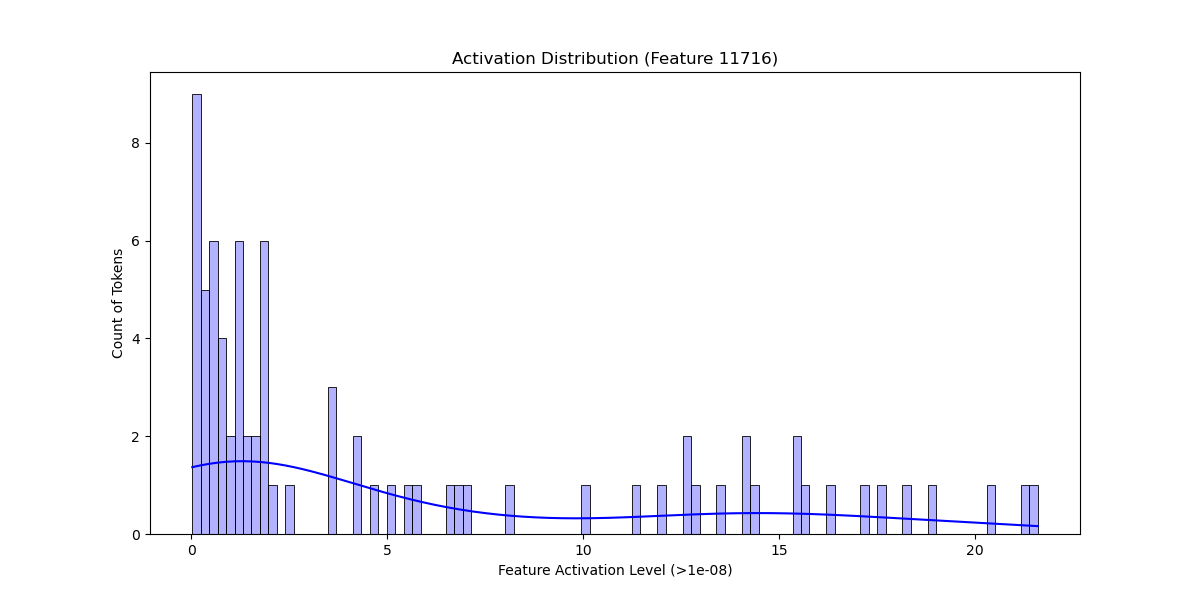 Activation Distribution (Feature 11716)
Count of Tokens
8
6
4
2
0
0 5 10 15 20
Feature Activation Level (>1e-08)